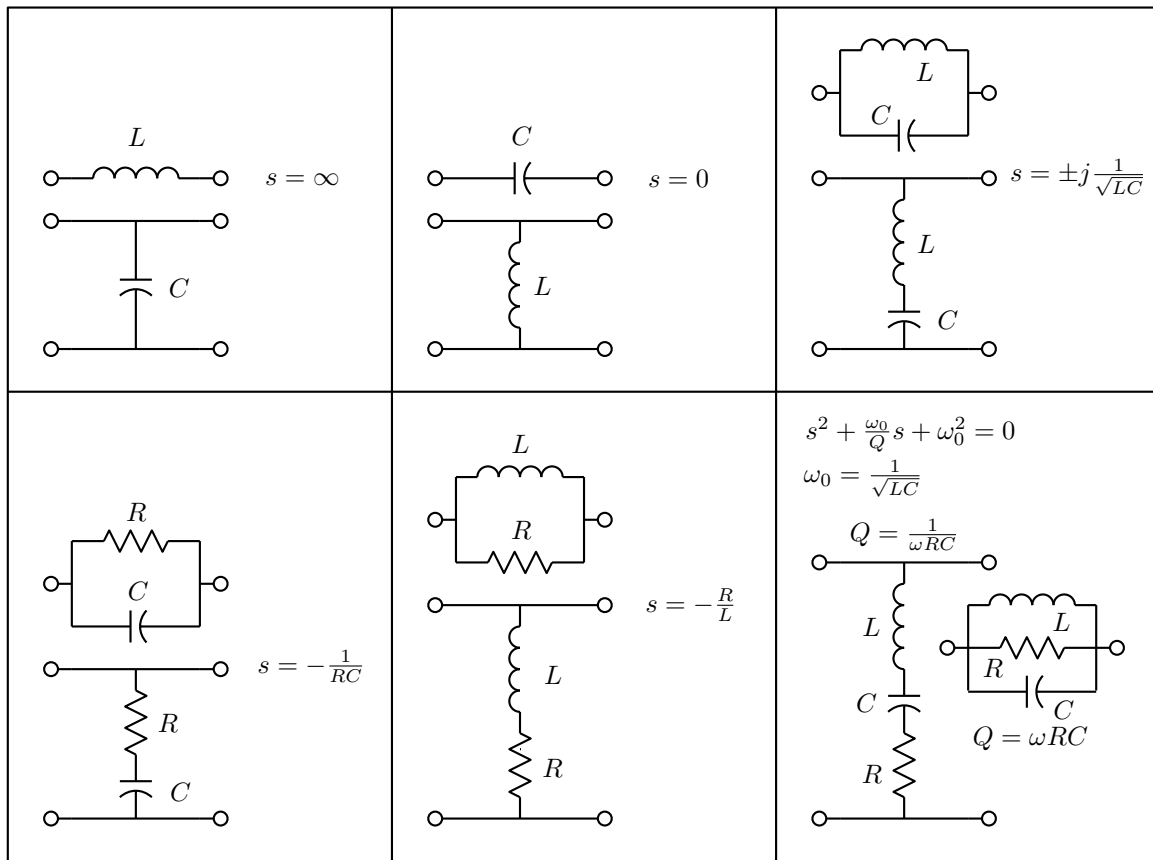 L
s = ∞
C
C
s = 0
L
L
C
s = ±j 1/√LC
L
C
R
C
s = −1/RC
R
C
L
R
s = −R/L
L
R
s² + ω₀/Q s + ω₀² = 0
ω₀ = 1/√LC
Q = 1/ωRC
L
C
R
L
R
C
Q = ωRC